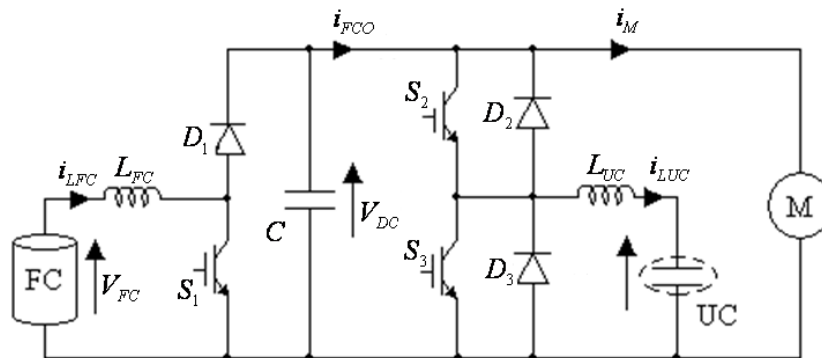 i_FCO
i_M
S_2
D_2
D_1
L_FC
i_LFC
L_UC
i_LUC
C
V_DC
M
S_3
D_3
FC
V_FC
S_1
UC